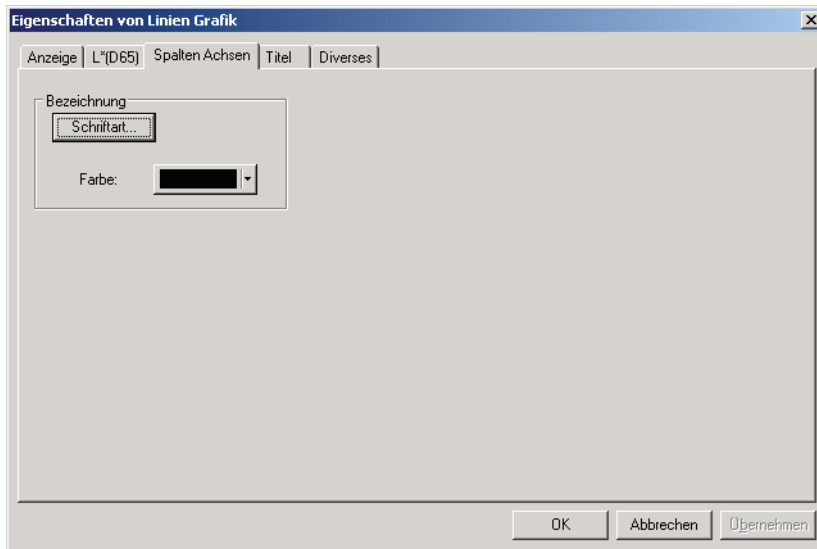 Eigenschaften von Linien Grafik
Anzeige L*(D65) Spalten Achsen Titel Diverses
Bezeichnung
Schriftart...
Farbe:
OK Abbrechen Übernehmen